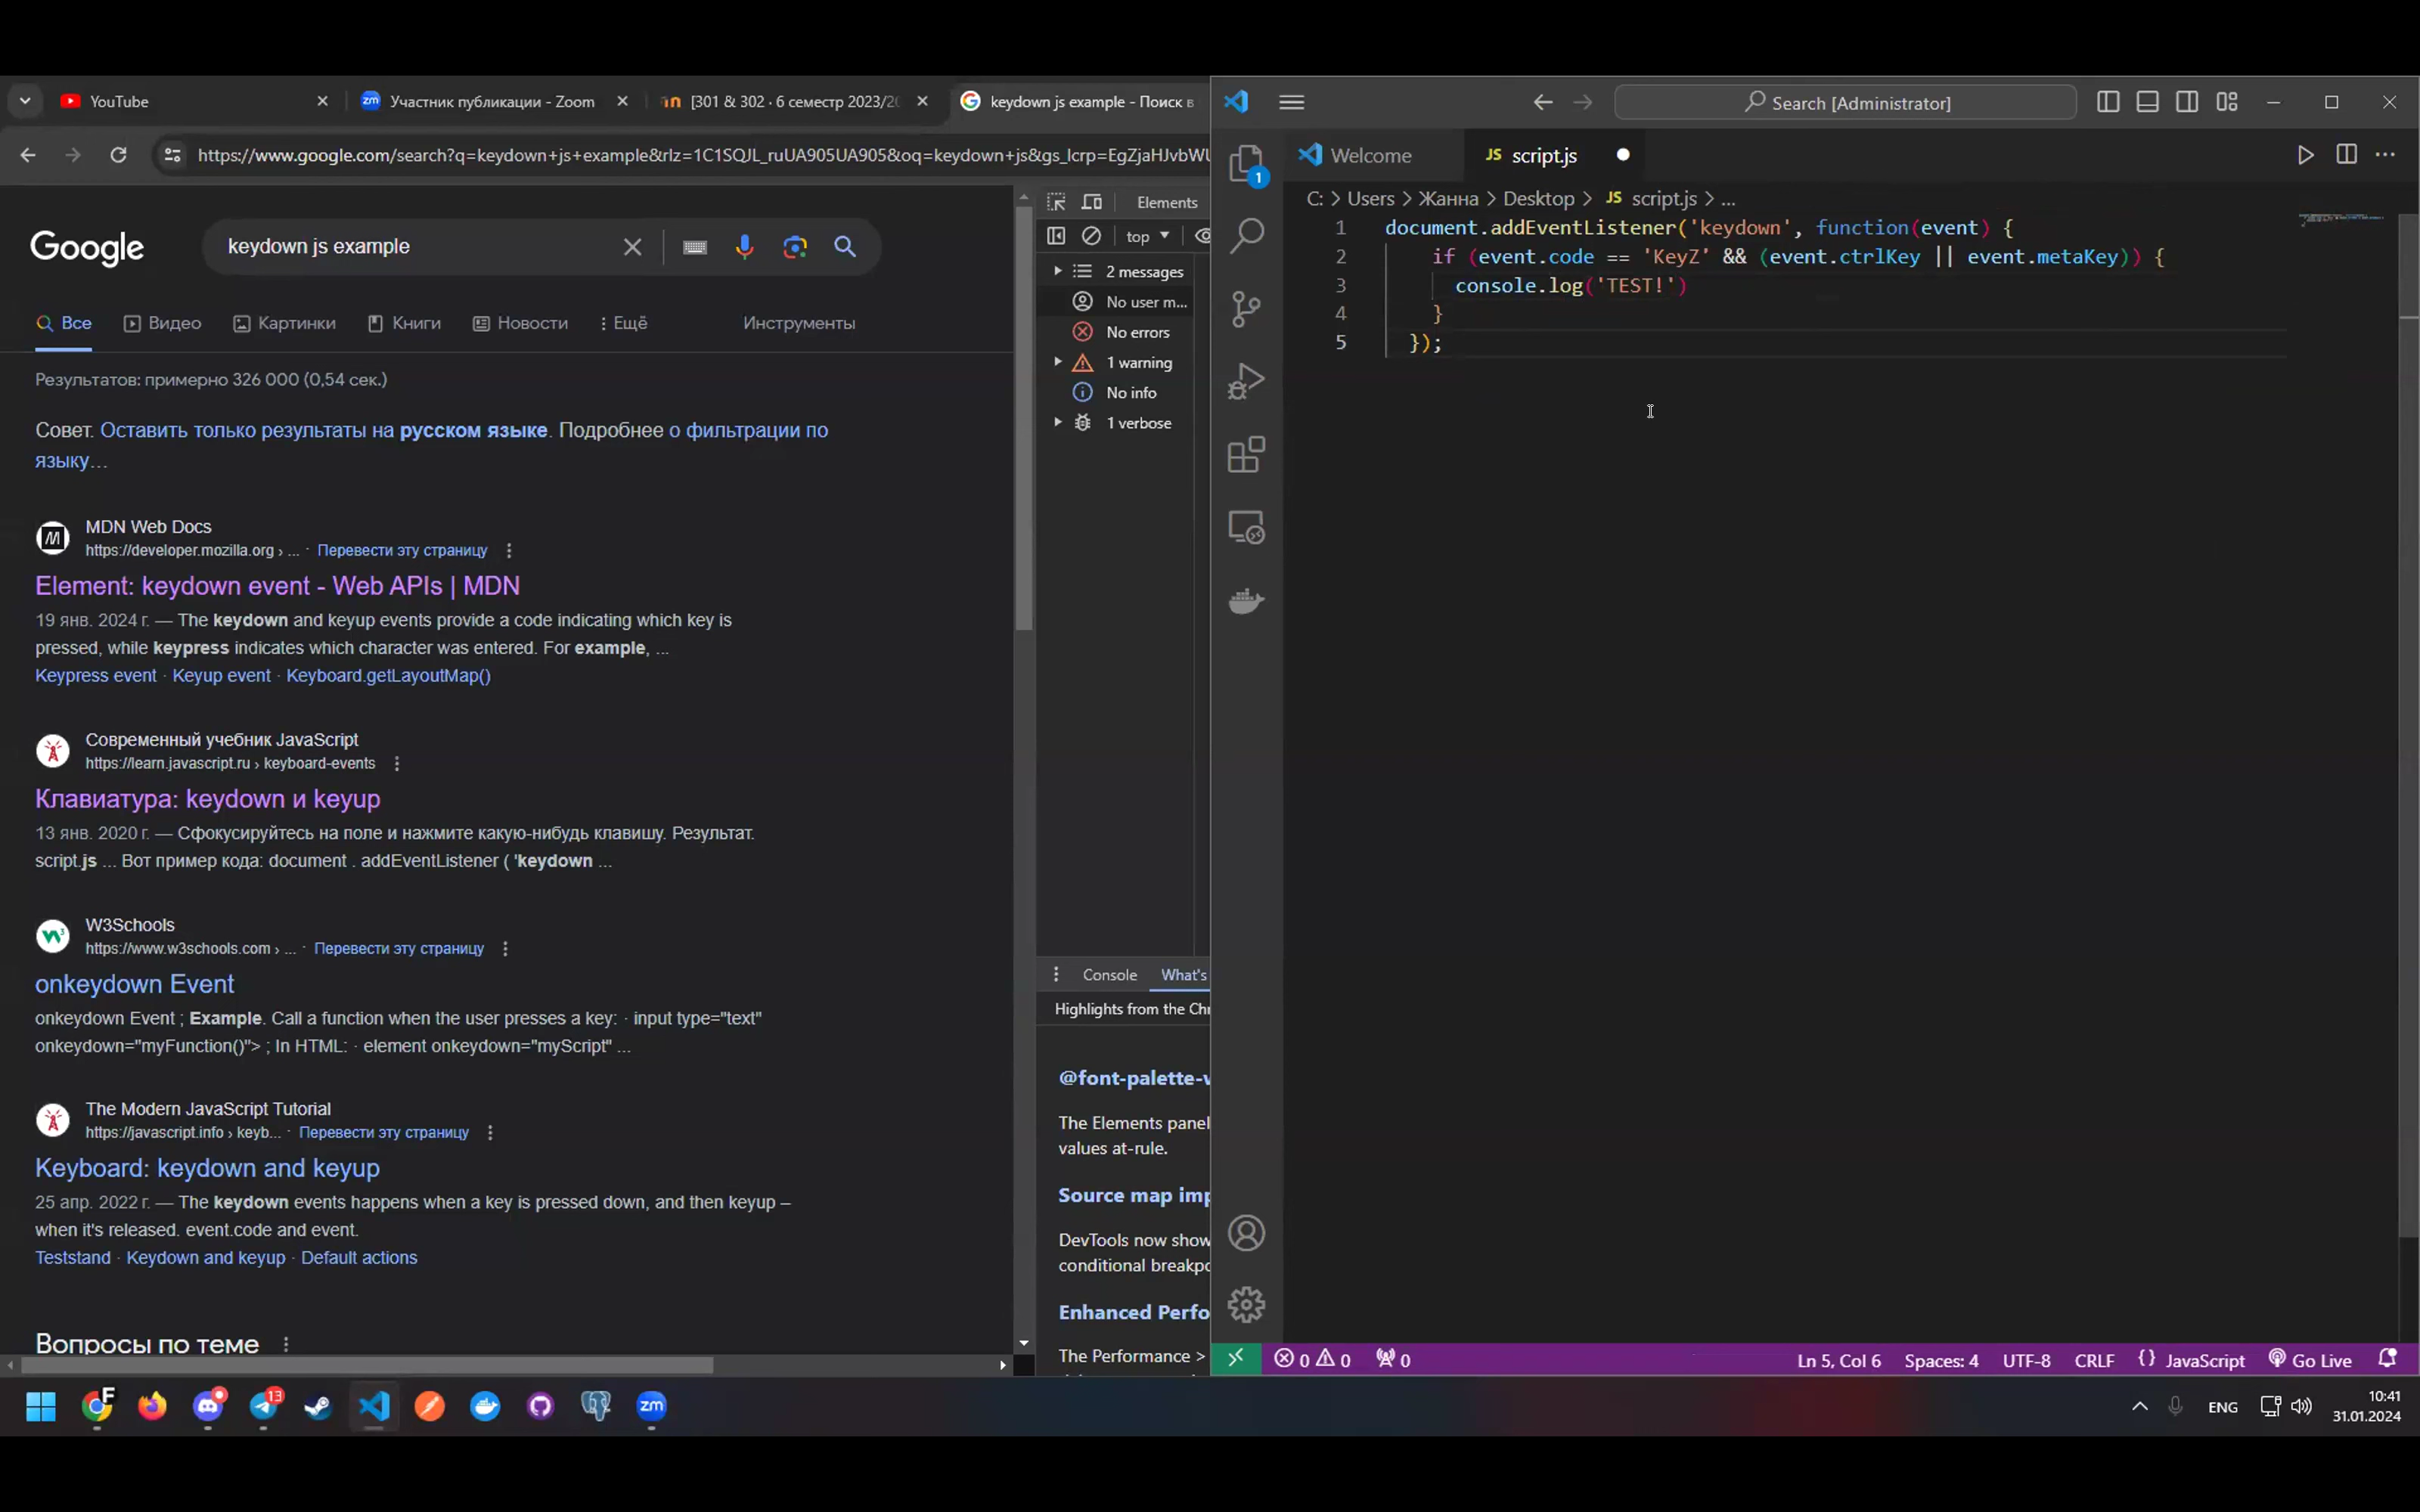 YouTube
Участник публикации - Zoom
[301 & 302 · 6 семестр 2023/20
keydown js example - Поиск в
https://www.google.com/search?q=keydown+js+example&rlz=1C1SQJL_ruUA905UA905&oq=keydown+js&gs_lcrp=EgZjaHJvbWU
Google
keydown js example
Все
Видео
Картинки
Книги
Новости
Ещё
Инструменты
Результатов: примерно 326 000 (0,54 сек.)
Совет. Оставить только результаты на русском языке. Подробнее о фильтрации по
языку…
MDN Web Docs
https://developer.mozilla.org › ... · Перевести эту страницу
Element: keydown event - Web APIs | MDN
19 янв. 2024 г. — The keydown and keyup events provide a code indicating which key is
pressed, while keypress indicates which character was entered. For example, ...
Keypress event · Keyup event · Keyboard.getLayoutMap()
Современный учебник JavaScript
https://learn.javascript.ru › keyboard-events
Клавиатура: keydown и keyup
13 янв. 2020 г. — Сфокусируйтесь на поле и нажмите какую-нибудь клавишу. Результат.
script.js ... Вот пример кода: document . addEventListener ( 'keydown ...
W3Schools
https://www.w3schools.com › ... · Перевести эту страницу
onkeydown Event
onkeydown Event ; Example. Call a function when the user presses a key: · input type="text"
onkeydown="myFunction()"> ; In HTML: · element onkeydown="myScript" ...
The Modern JavaScript Tutorial
https://javascript.info › keyb... · Перевести эту страницу
Keyboard: keydown and keyup
25 апр. 2022 г. — The keydown events happens when a key is pressed down, and then keyup –
when it's released. event.code and event.
Teststand · Keydown and keyup · Default actions
Вопросы по теме
Elements
top
2 messages
No user m...
No errors
1 warning
No info
1 verbose
Console
What's
Highlights from the Chr
@font-palette-v
The Elements panel
values at-rule.
Source map imp
DevTools now show
conditional breakpo
Enhanced Perfo
The Performance >
Search [Administrator]
1
Welcome
JS script.js
C: > Users > Жанна > Desktop > JS script.js > ...
1 document.addEventListener('keydown', function(event) {
2 if (event.code == 'KeyZ' && (event.ctrlKey || event.metaKey)) {
3 console.log('TEST!')
4 }
5 });
0 0 0
Ln 5, Col 6
Spaces: 4
UTF-8
CRLF
{} JavaScript
Go Live
F
13
zm
ENG
10:41
31.01.2024